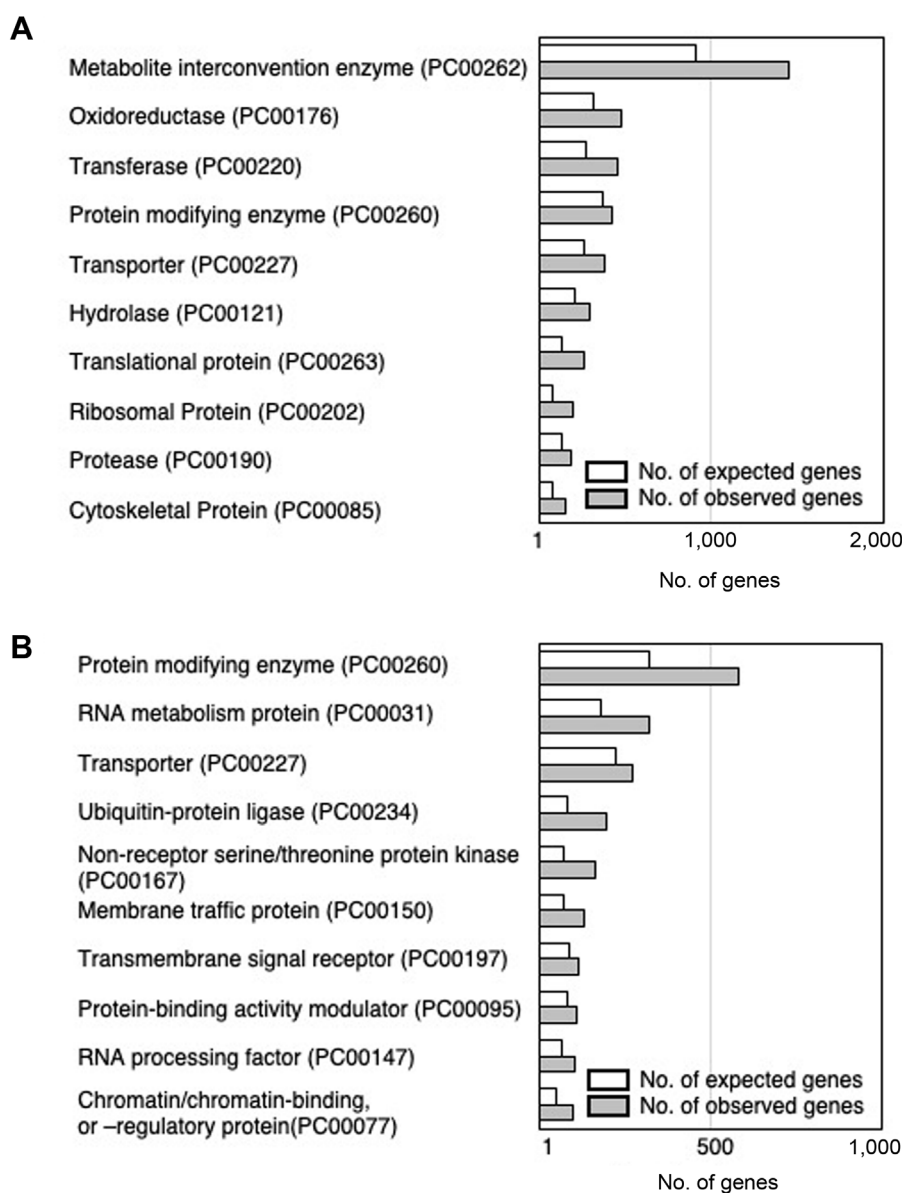 A
Metabolite interconvention enzyme (PC00262)
Oxidoreductase (PC00176)
Transferase (PC00220)
Protein modifying enzyme (PC00260)
Transporter (PC00227)
Hydrolase (PC00121)
Translational protein (PC00263)
Ribosomal Protein (PC00202)
Protease (PC00190)
Cytoskeletal Protein (PC00085)
No. of expected genes
No. of observed genes
1 1,000 2,000
No. of genes
B
Protein modifying enzyme (PC00260)
RNA metabolism protein (PC00031)
Transporter (PC00227)
Ubiquitin-protein ligase (PC00234)
Non-receptor serine/threonine protein kinase
(PC00167)
Membrane traffic protein (PC00150)
Transmembrane signal receptor (PC00197)
Protein-binding activity modulator (PC00095)
RNA processing factor (PC00147)
Chromatin/chromatin-binding,
or –regulatory protein(PC00077)
No. of expected genes
No. of observed genes
1 500 1,000
No. of genes